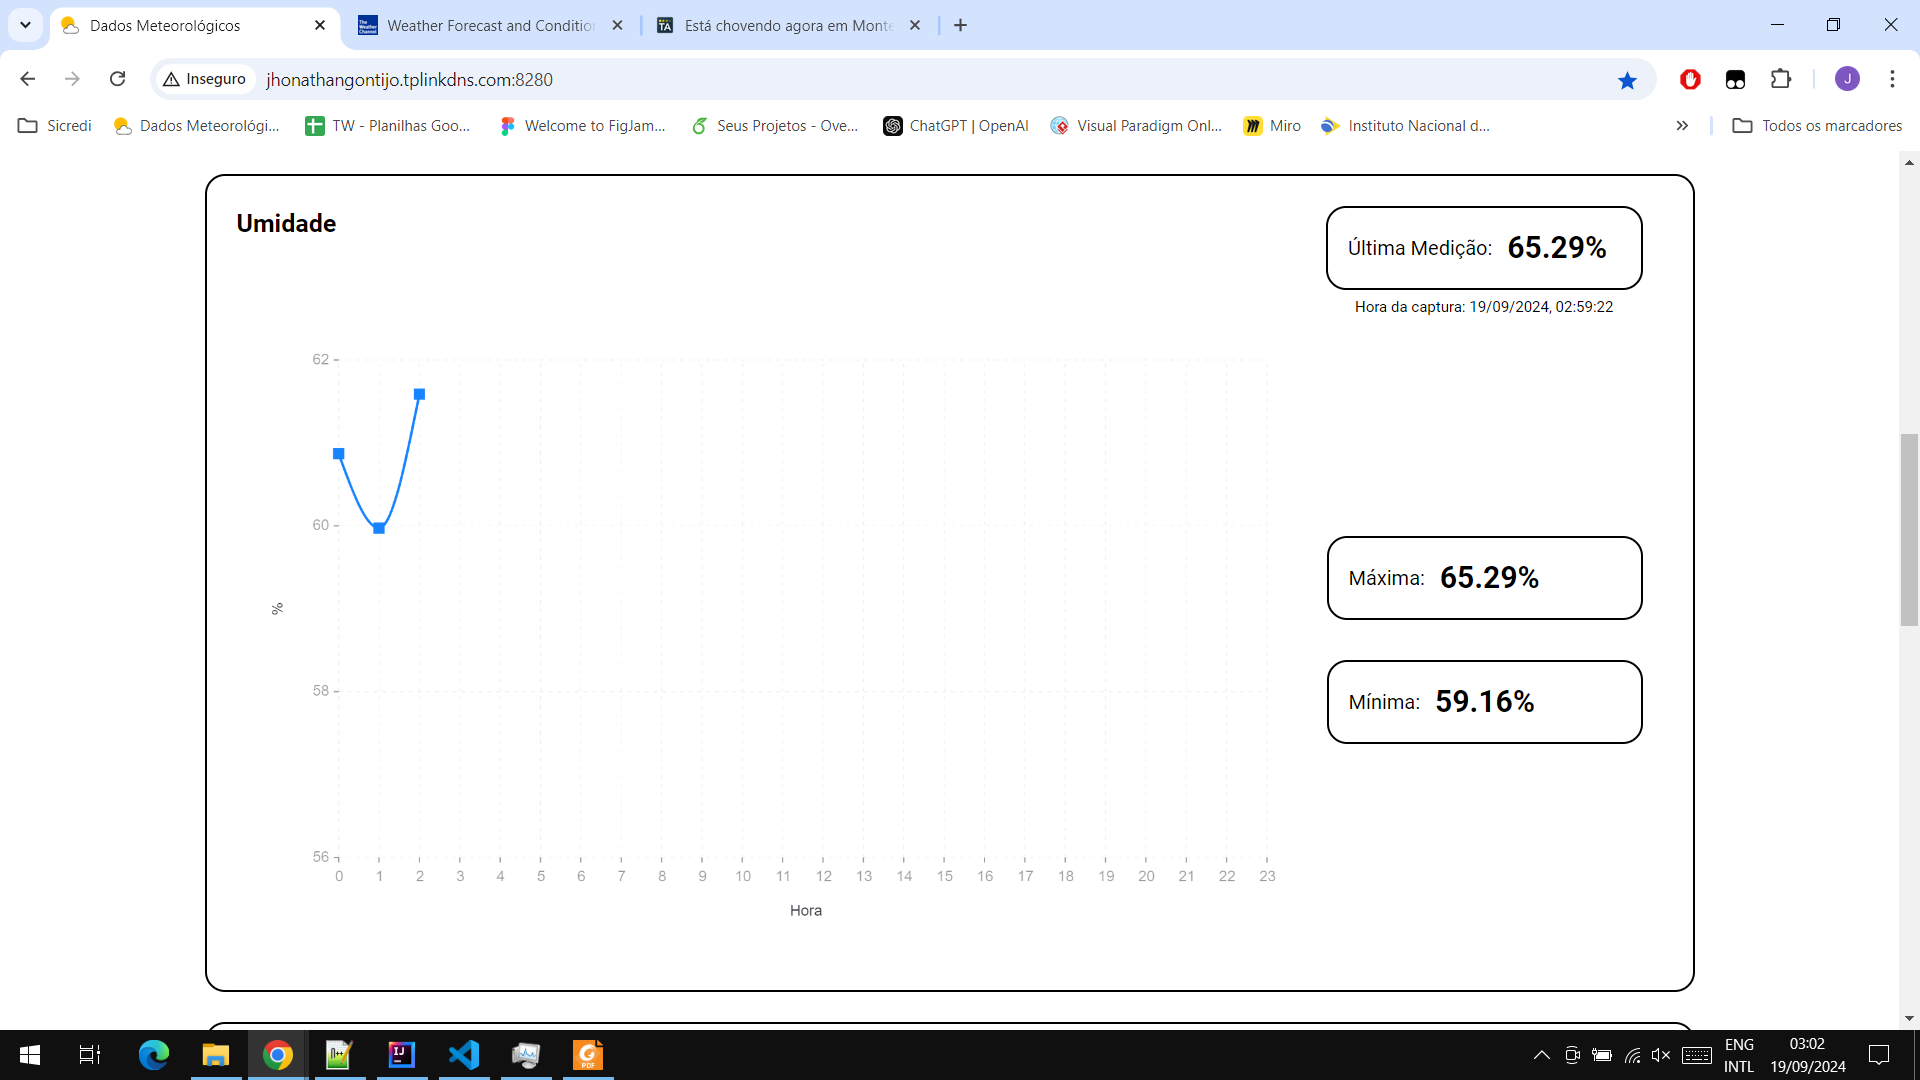 Dados Meteorológicos
Weather Forecast and Conditio
Está chovendo agora em Monte
Inseguro
jhonathangontijo.tplinkdns.com:8280
J
Sicredi
Dados Meteorológi...
TW - Planilhas Goo...
Welcome to FigJam...
Seus Projetos - Ove...
ChatGPT | OpenAI
Visual Paradigm Onl...
Miro
Instituto Nacional d...
Todos os marcadores
Umidade
Última Medição: 65.29%
Hora da captura: 19/09/2024, 02:59:22
62
60
%
58
56
0 1 2 3 4 5 6 7 8 9 10 11 12 13 14 15 16 17 18 19 20 21 22 23
Hora
Máxima: 65.29%
Mínima: 59.16%
ENG
INTL
03:02
19/09/2024